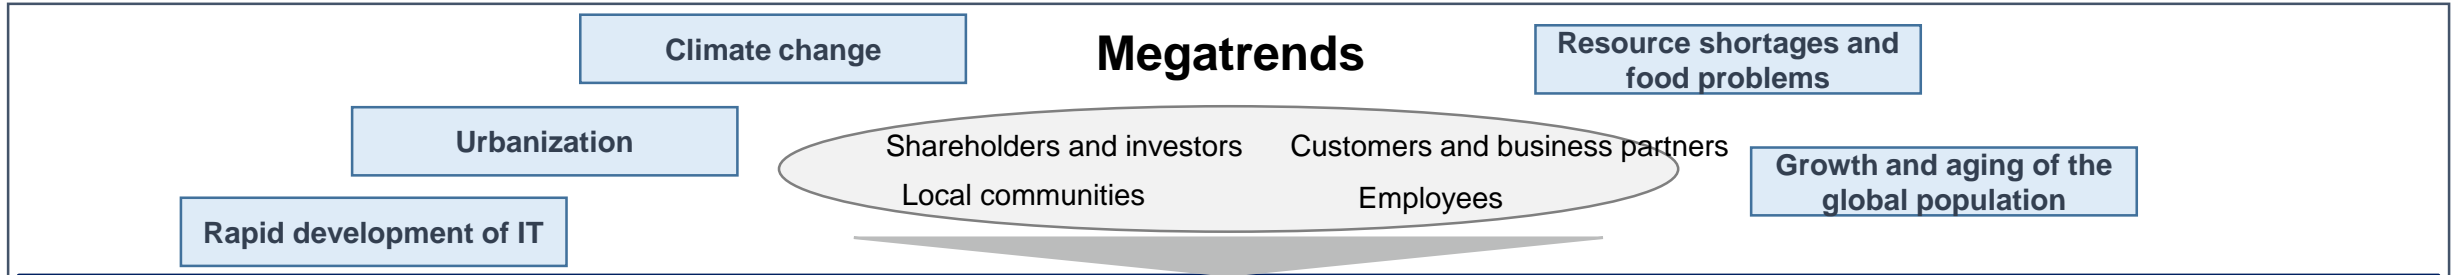 Climate change
Megatrends
Resource shortages and
food problems
Urbanization
Shareholders and investors
Customers and business partners
Growth and aging of the
global population
Local communities
Employees
Rapid development of IT